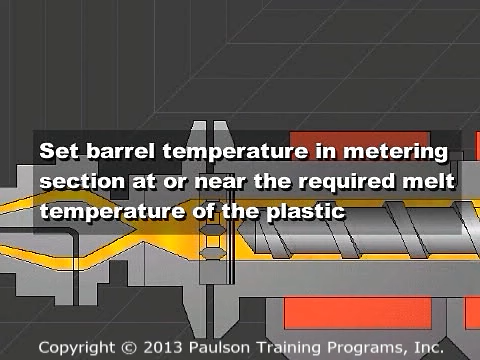 Set barrel temperature in metering
section at or near the required melt
temperature of the plastic
Copyright © 2013 Paulson Training Programs, Inc.